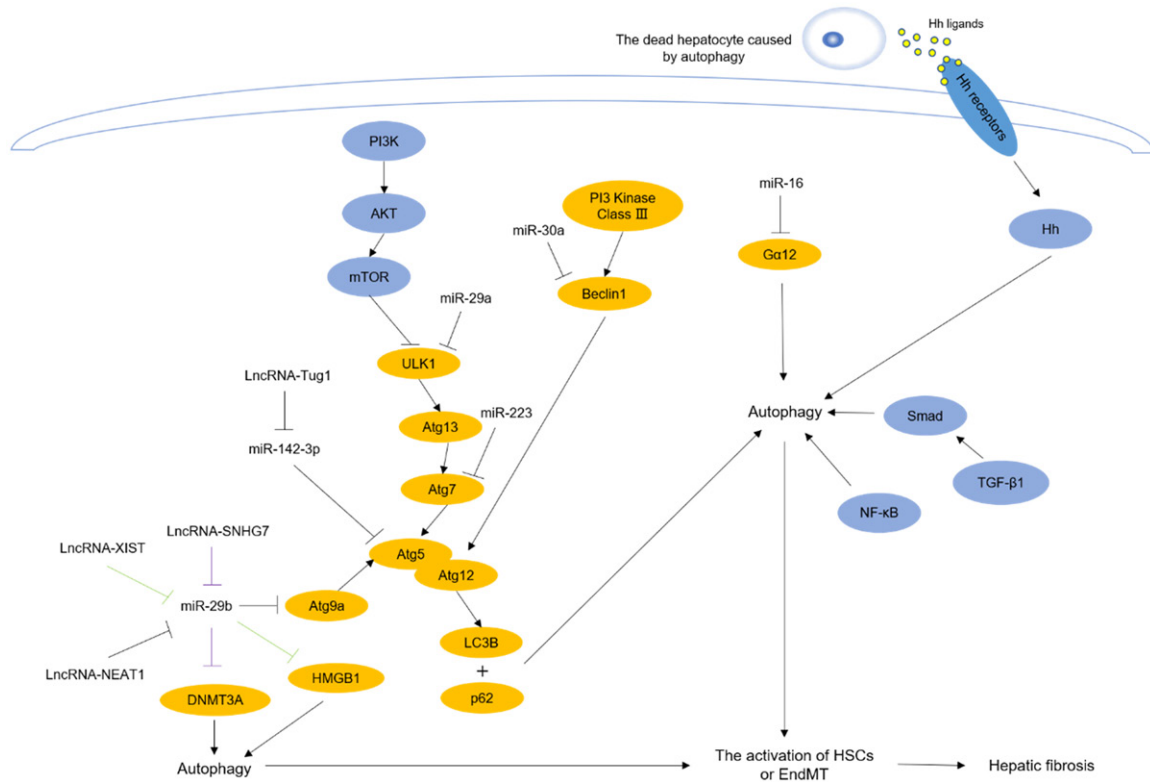 Hh ligands
The dead hepatocyte caused
by autophagy
Hh receptors
PI3K
AKT
mTOR
miR-30a
PI3 Kinase
Class Ⅲ
Beclin1
miR-16
Gα12
Hh
miR-29a
ULK1
LncRNA-Tug1
miR-142-3p
Atg13
miR-223
Atg7
Autophagy
Smad
TGF-β1
NF-κB
LncRNA-XIST
LncRNA-SNHG7
Atg5
Atg12
miR-29b
Atg9a
LC3B
+
p62
LncRNA-NEAT1
DNMT3A
HMGB1
Autophagy
The activation of HSCs
or EndMT
Hepatic fibrosis